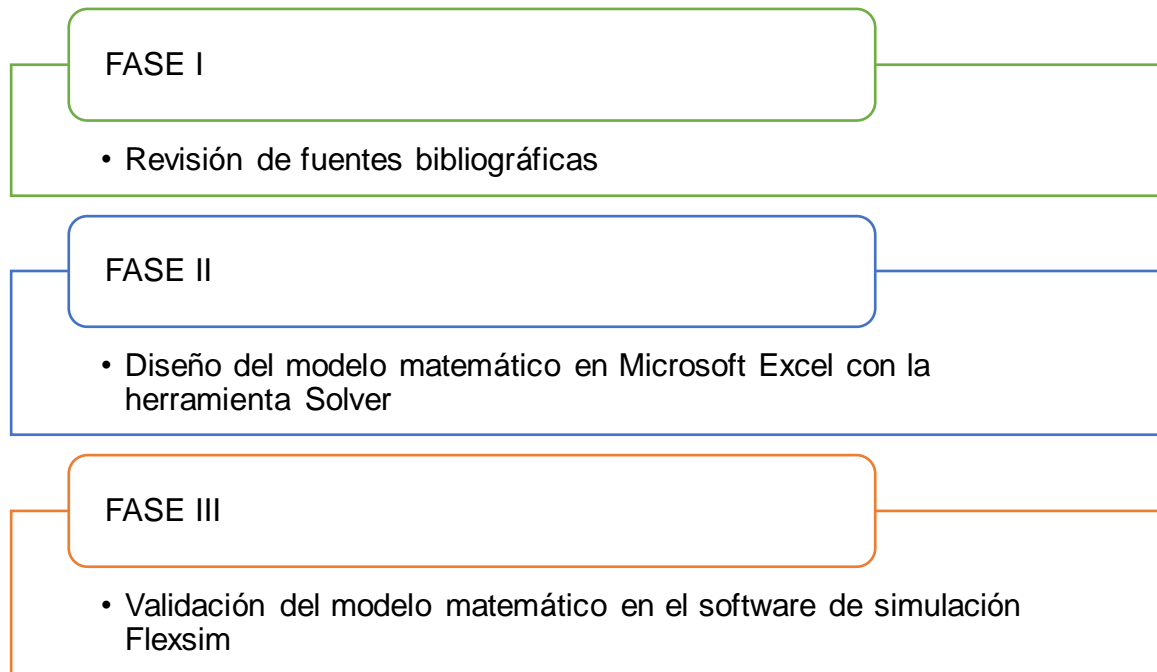 FASE I
• Revisión de fuentes bibliográficas
FASE II
• Diseño del modelo matemático en Microsoft Excel con la
herramienta Solver
FASE III
• Validación del modelo matemático en el software de simulación
Flexsim